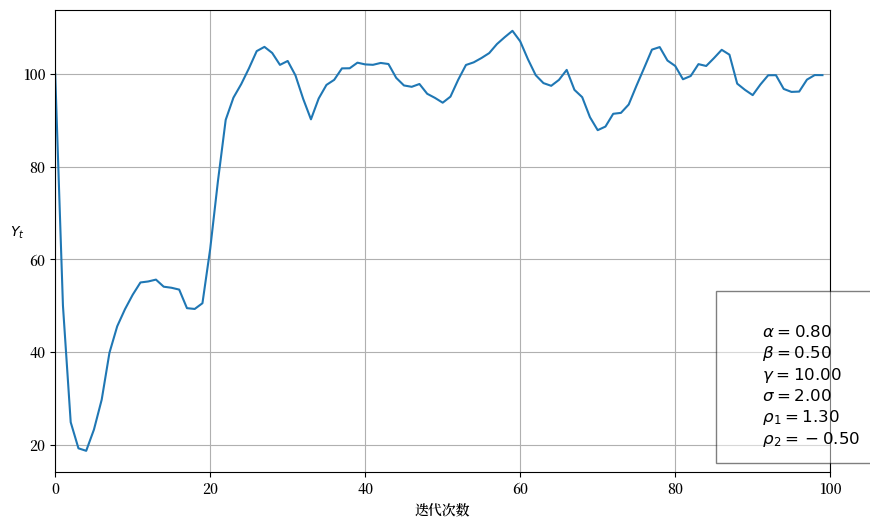 100
80
60
40
20
Y_t
0 20 40 60 80 100
迭代次数
α = 0.80
β = 0.50
γ = 10.00
σ = 2.00
ρ₁ = 1.30
ρ₂ = −0.50